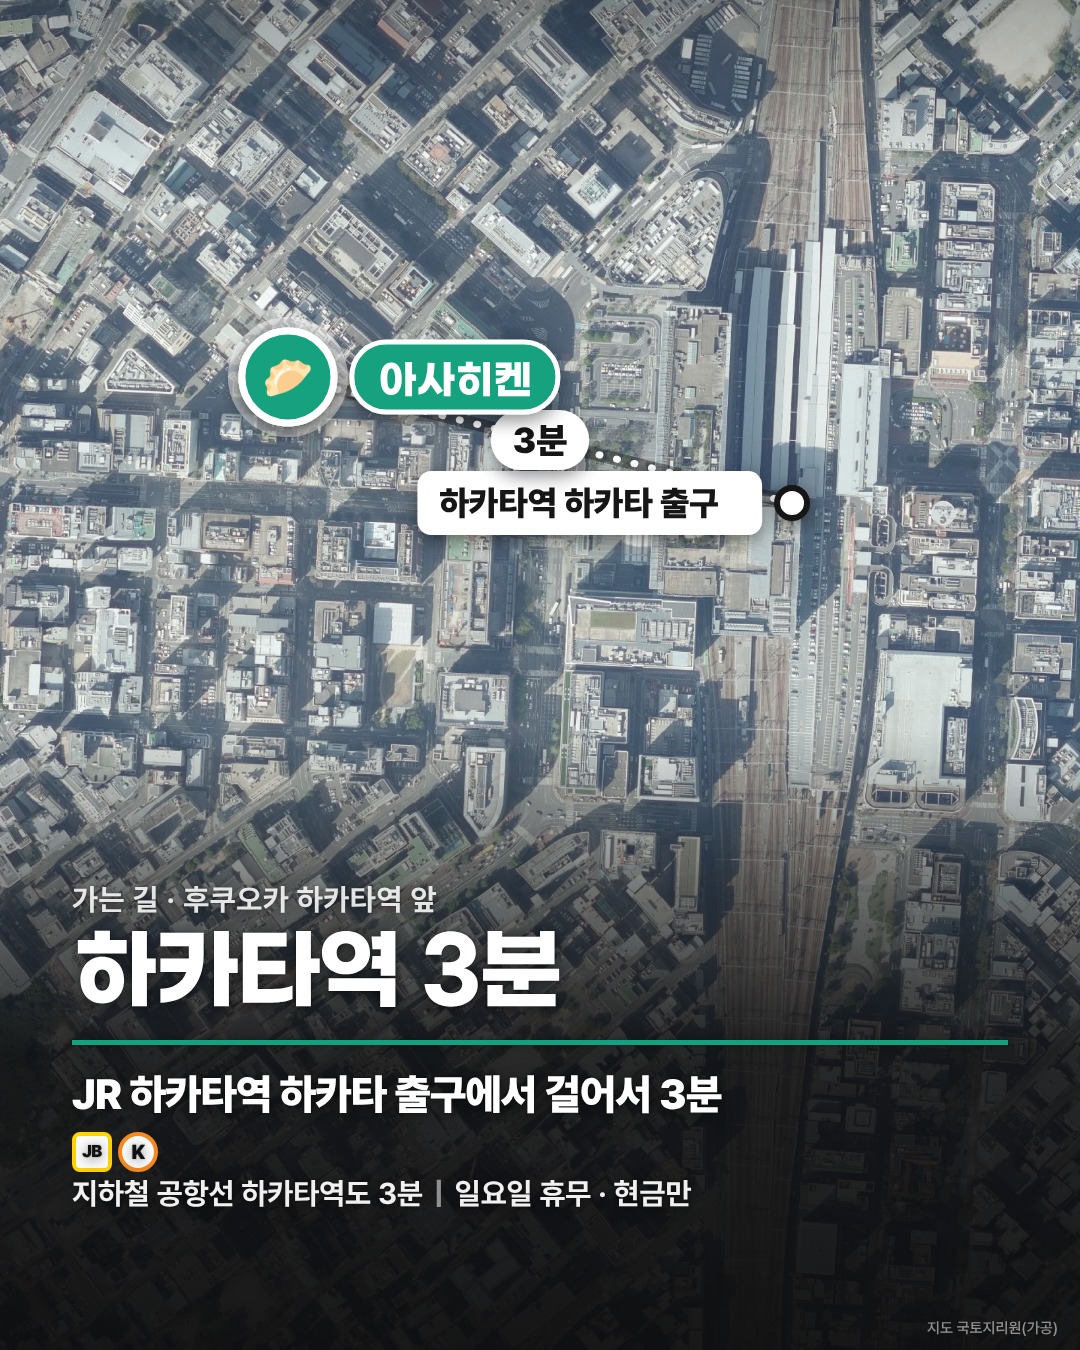 아사히켄
3분
하카타역 하카타 출구
가는 길 · 후쿠오카 하카타역 앞
하카타역 3분
JR 하카타역 하카타 출구에서 걸어서 3분
JB K
지하철 공항선 하카타역도 3분 | 일요일 휴무 · 현금만
지도 국토지리원(가공)